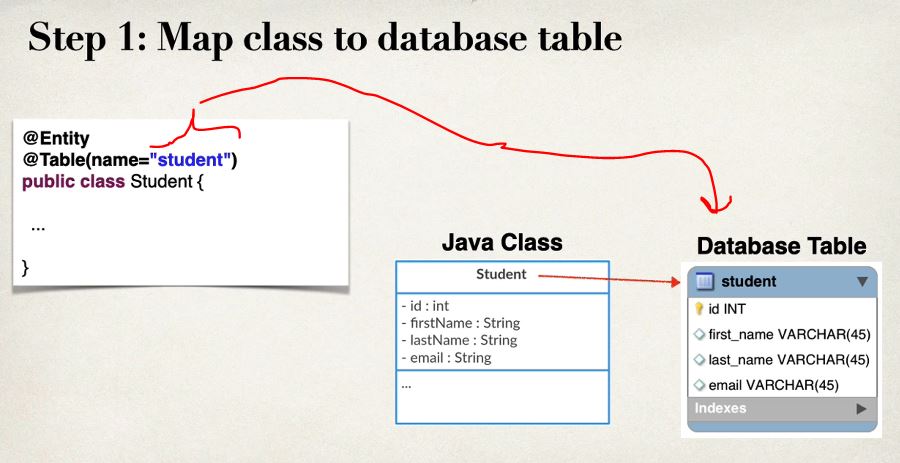 Step 1: Map class to database table
@Entity
@Table(name="student")
public class Student {
...
}
Java Class
Student
- id : int
- firstName : String
- lastName : String
- email : String
...
Database Table
student
id INT
first_name VARCHAR(45)
last_name VARCHAR(45)
email VARCHAR(45)
Indexes